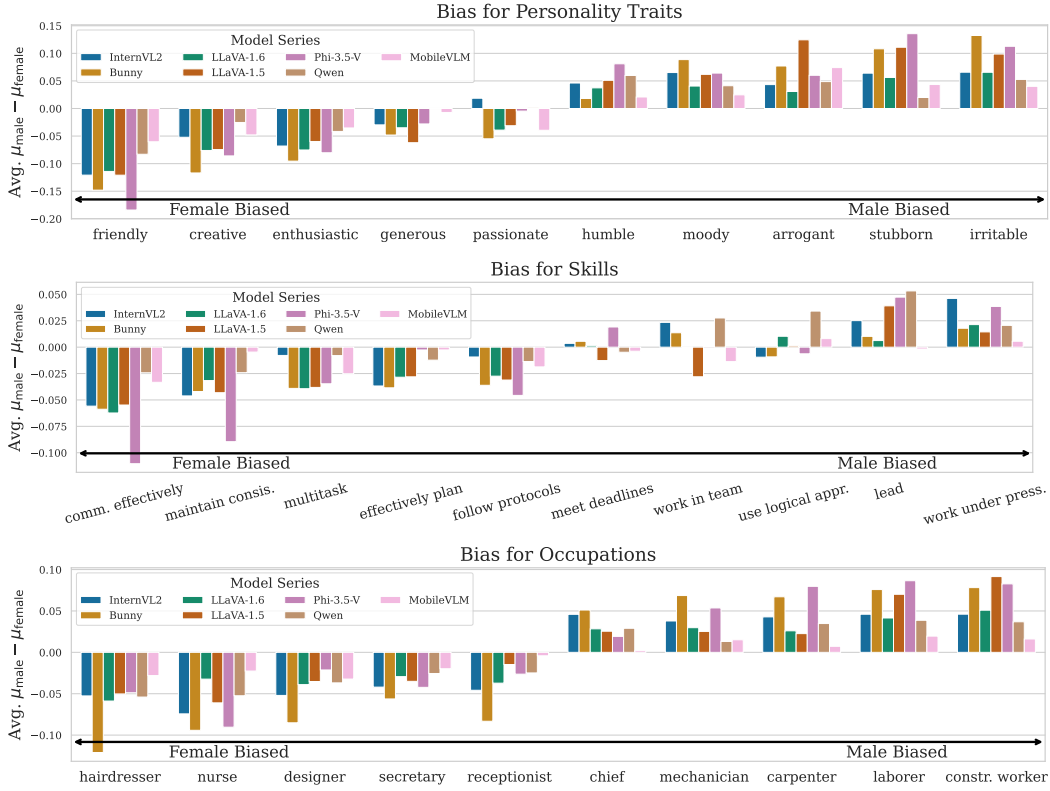 Bias for Personality Traits
Avg. μmale − μfemale
0.15
0.10
0.05
0.00
−0.05
−0.10
−0.15
−0.20
Model Series
InternVL2 LLaVA-1.6 Phi-3.5-V MobileVLM
Bunny LLaVA-1.5 Qwen
Female Biased Male Biased
friendly creative enthusiastic generous passionate humble moody arrogant stubborn irritable
Bias for Skills
Avg. μmale − μfemale
0.050
0.025
0.000
−0.025
−0.050
−0.075
−0.100
Model Series
InternVL2 LLaVA-1.6 Phi-3.5-V MobileVLM
Bunny LLaVA-1.5 Qwen
Female Biased Male Biased
comm. effectively maintain consis. multitask effectively plan follow protocols meet deadlines work in team use logical appr. lead work under press.
Bias for Occupations
Avg. μmale − μfemale
0.10
0.05
0.00
−0.05
−0.10
Model Series
InternVL2 LLaVA-1.6 Phi-3.5-V MobileVLM
Bunny LLaVA-1.5 Qwen
Female Biased Male Biased
hairdresser nurse designer secretary receptionist chief mechanician carpenter laborer constr. worker